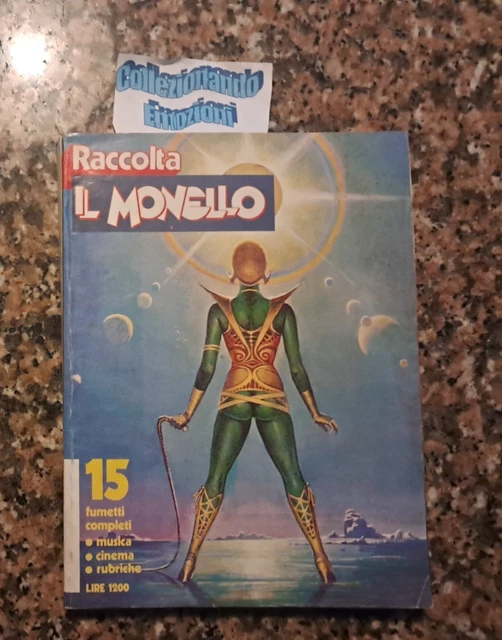 Collezionando
Emozioni
Raccolta
IL MONELLO
15
fumetti
completi
• musica
• cinema
• rubriche
LIRE 1200